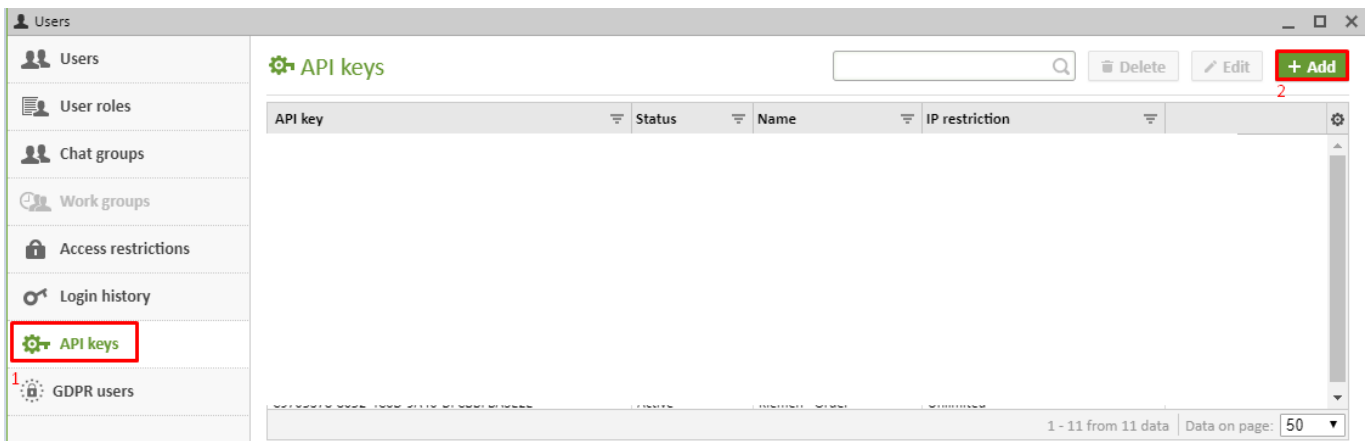 Users
Users
User roles
Chat groups
Work groups
Access restrictions
Login history
API keys
1
GDPR users
API keys
Delete
Edit
+ Add
2
API key Status Name IP restriction
1 - 11 from 11 data Data on page: 50